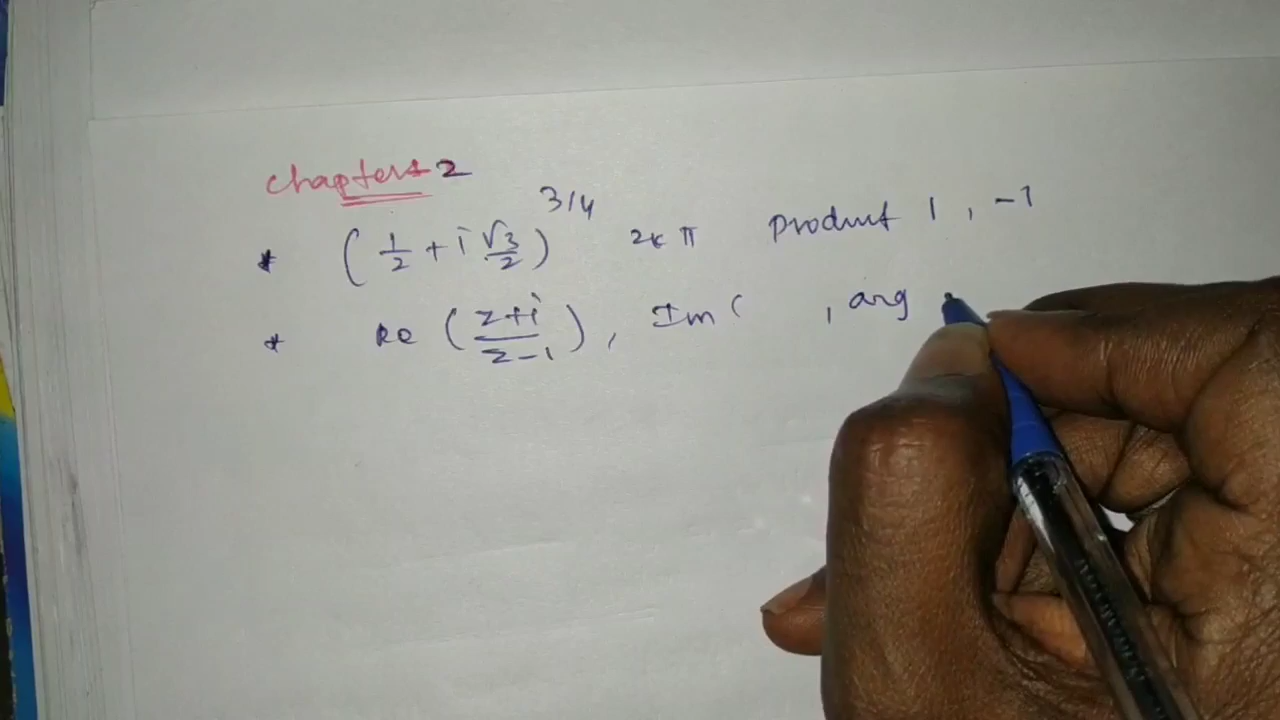 Chapters 2
* (1/2 + i √3/2)^3/4 2kπ Product 1, -1
* Re (z+i/z-1), Im ( , arg